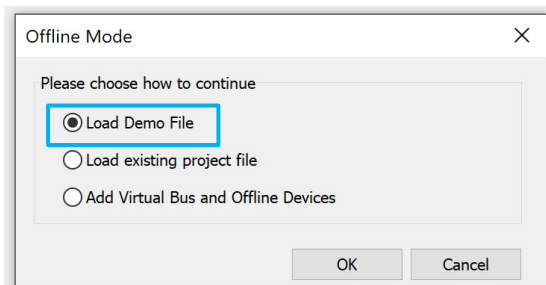 Offline Mode
Please choose how to continue
Load Demo File
Load existing project file
Add Virtual Bus and Offline Devices
OK Cancel